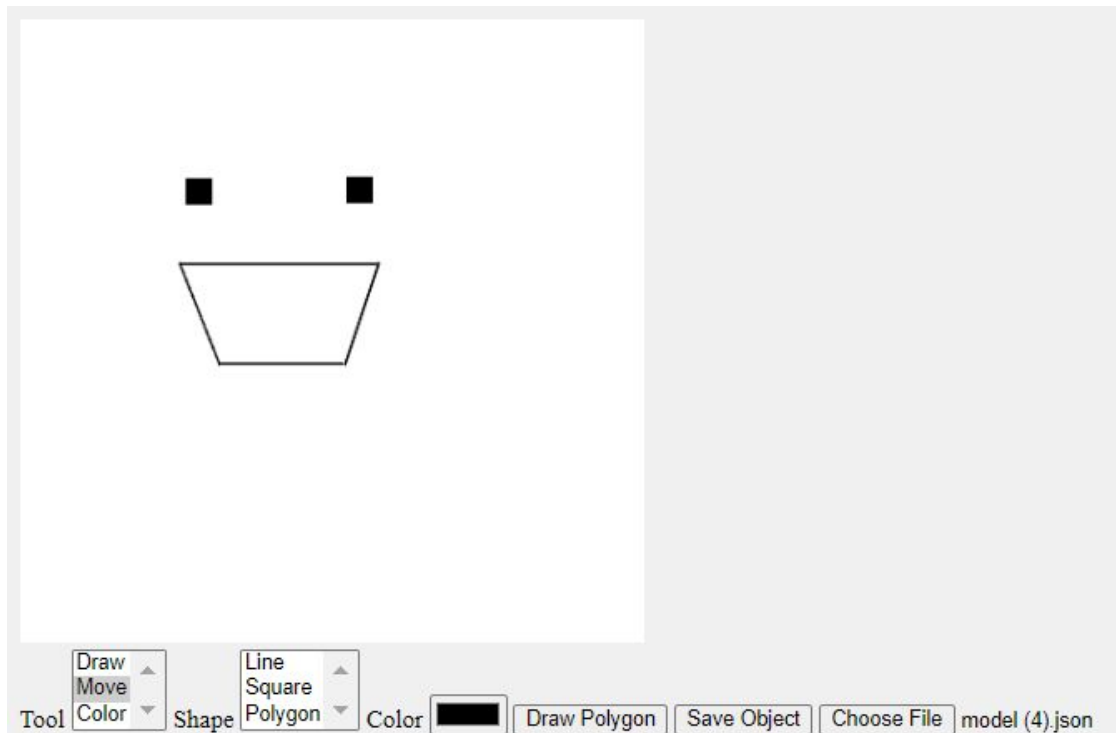 Draw
Move
Color
Line
Square
Polygon
Tool Shape Color Draw Polygon Save Object Choose File model (4).json